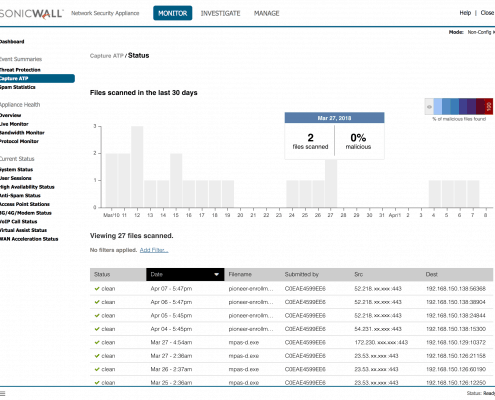 SONICWALL Network Security Appliance MONITOR INVESTIGATE MANAGE Help | Close
Mode: Non-Config
Dashboard
Event Summaries
Threat Protection
Capture ATP
Spam Statistics
Appliance Health
Overview
Live Monitor
Bandwidth Monitor
Protocol Monitor
Current Status
System Status
User Sessions
High Availability Status
Anti-Spam Status
Access Point Stations
3G/4G/Modem Status
VoIP Call Status
Virtual Assist Status
WAN Acceleration Status
Capture ATP / Status
Files scanned in the last 30 days
0 100
% of malicious files found
Mar 27, 2018
2 0%
files scanned malicious
3
2
1
0
Mar/10 11 12 13 14 15 16 17 18 19 20 22 23 24 25 26 27 28 29 30 31 Apr1 2 3 4 5 6 7 8
Viewing 27 files scanned.
No filters applied. Add Filter...
Status Date Filename Submitted by Src Dest
clean Apr 07 - 5:47pm pioneer-enrollm... C0EAE4599EE6 52.218.xx.xxx:443 192.168.150.138:56368
clean Apr 06 - 5:47pm pioneer-enrollm... C0EAE4599EE6 52.218.xx.xxx:443 192.168.150.138:38904
clean Apr 05 - 5:45pm pioneer-enrollm... C0EAE4599EE6 52.218.xx.xxx:443 192.168.150.138:24844
clean Apr 04 - 5:45pm pioneer-enrollm... C0EAE4599EE6 54.231.xx.xxx:443 192.168.150.138:15300
clean Mar 27 - 4:54am mpas-d.exe C0EAE4599EE6 172.230.xxx.xxx:443 192.168.150.129:10372
clean Mar 27 - 2:36am mpas-d.exe C0EAE4599EE6 23.53.xx.xxx:443 192.168.150.126:21158
clean Mar 26 - 2:37am mpas-d.exe C0EAE4599EE6 23.53.xx.xxx:443 192.168.150.126:60190
clean Mar 25 - 2:36am mpas-d.exe C0EAE4599EE6 23.53.xx.xxx:443 192.168.150.126:12250
Status: Ready